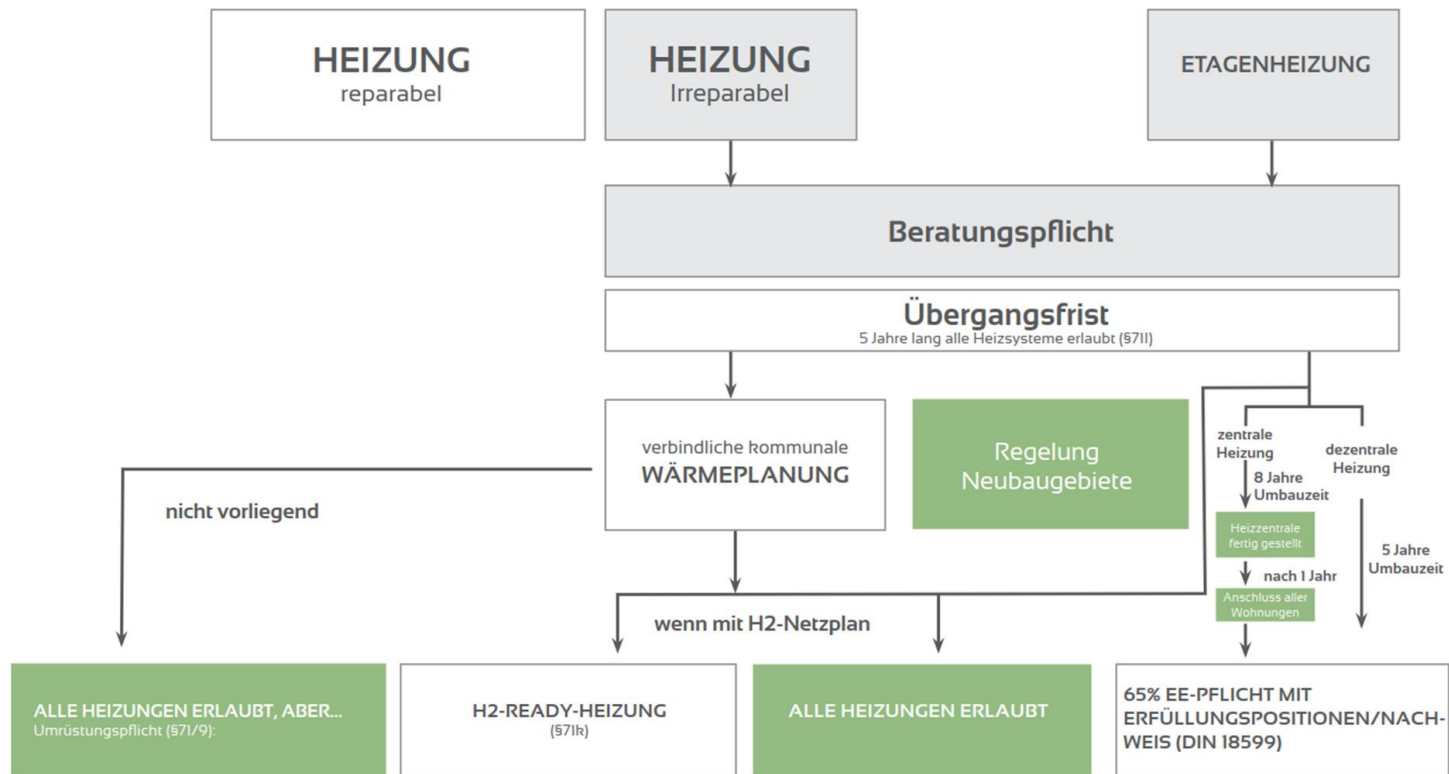 HEIZUNG
reparabel
HEIZUNG
Irreparabel
ETAGENHEIZUNG
Beratungspflicht
Übergangsfrist
5 Jahre lang alle Heizsysteme erlaubt (§71l)
verbindliche kommunale
WÄRMEPLANUNG
Regelung
Neubaugebiete
zentrale
Heizung
dezentrale
Heizung
8 Jahre
Umbauzeit
nicht vorliegend
Heizzentrale
fertig gestellt
5 Jahre
Umbauzeit
nach 1 Jahr
Anschluss aller
Wohnungen
wenn mit H2-Netzplan
ALLE HEIZUNGEN ERLAUBT, ABER...
Umrüstungspflicht (§71/9):
H2-READY-HEIZUNG
(§71k)
ALLE HEIZUNGEN ERLAUBT
65% EE-PFLICHT MIT
ERFÜLLUNGSPOSITIONEN/NACH-
WEIS (DIN 18599)